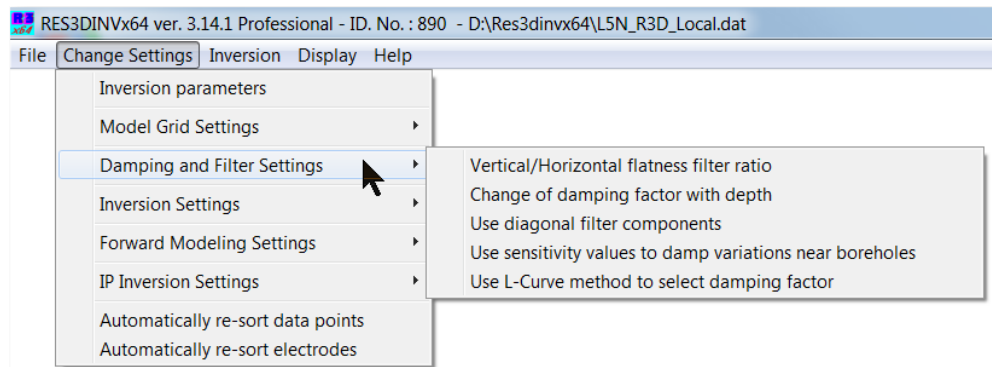 R3 x64 RES3DINVx64 ver. 3.14.1 Professional - ID. No. : 890 - D:\Res3dinvx64\L5N_R3D_Local.dat
File Change Settings Inversion Display Help
Inversion parameters
Model Grid Settings
Damping and Filter Settings
Inversion Settings
Forward Modeling Settings
IP Inversion Settings
Automatically re-sort data points
Automatically re-sort electrodes
Vertical/Horizontal flatness filter ratio
Change of damping factor with depth
Use diagonal filter components
Use sensitivity values to damp variations near boreholes
Use L-Curve method to select damping factor